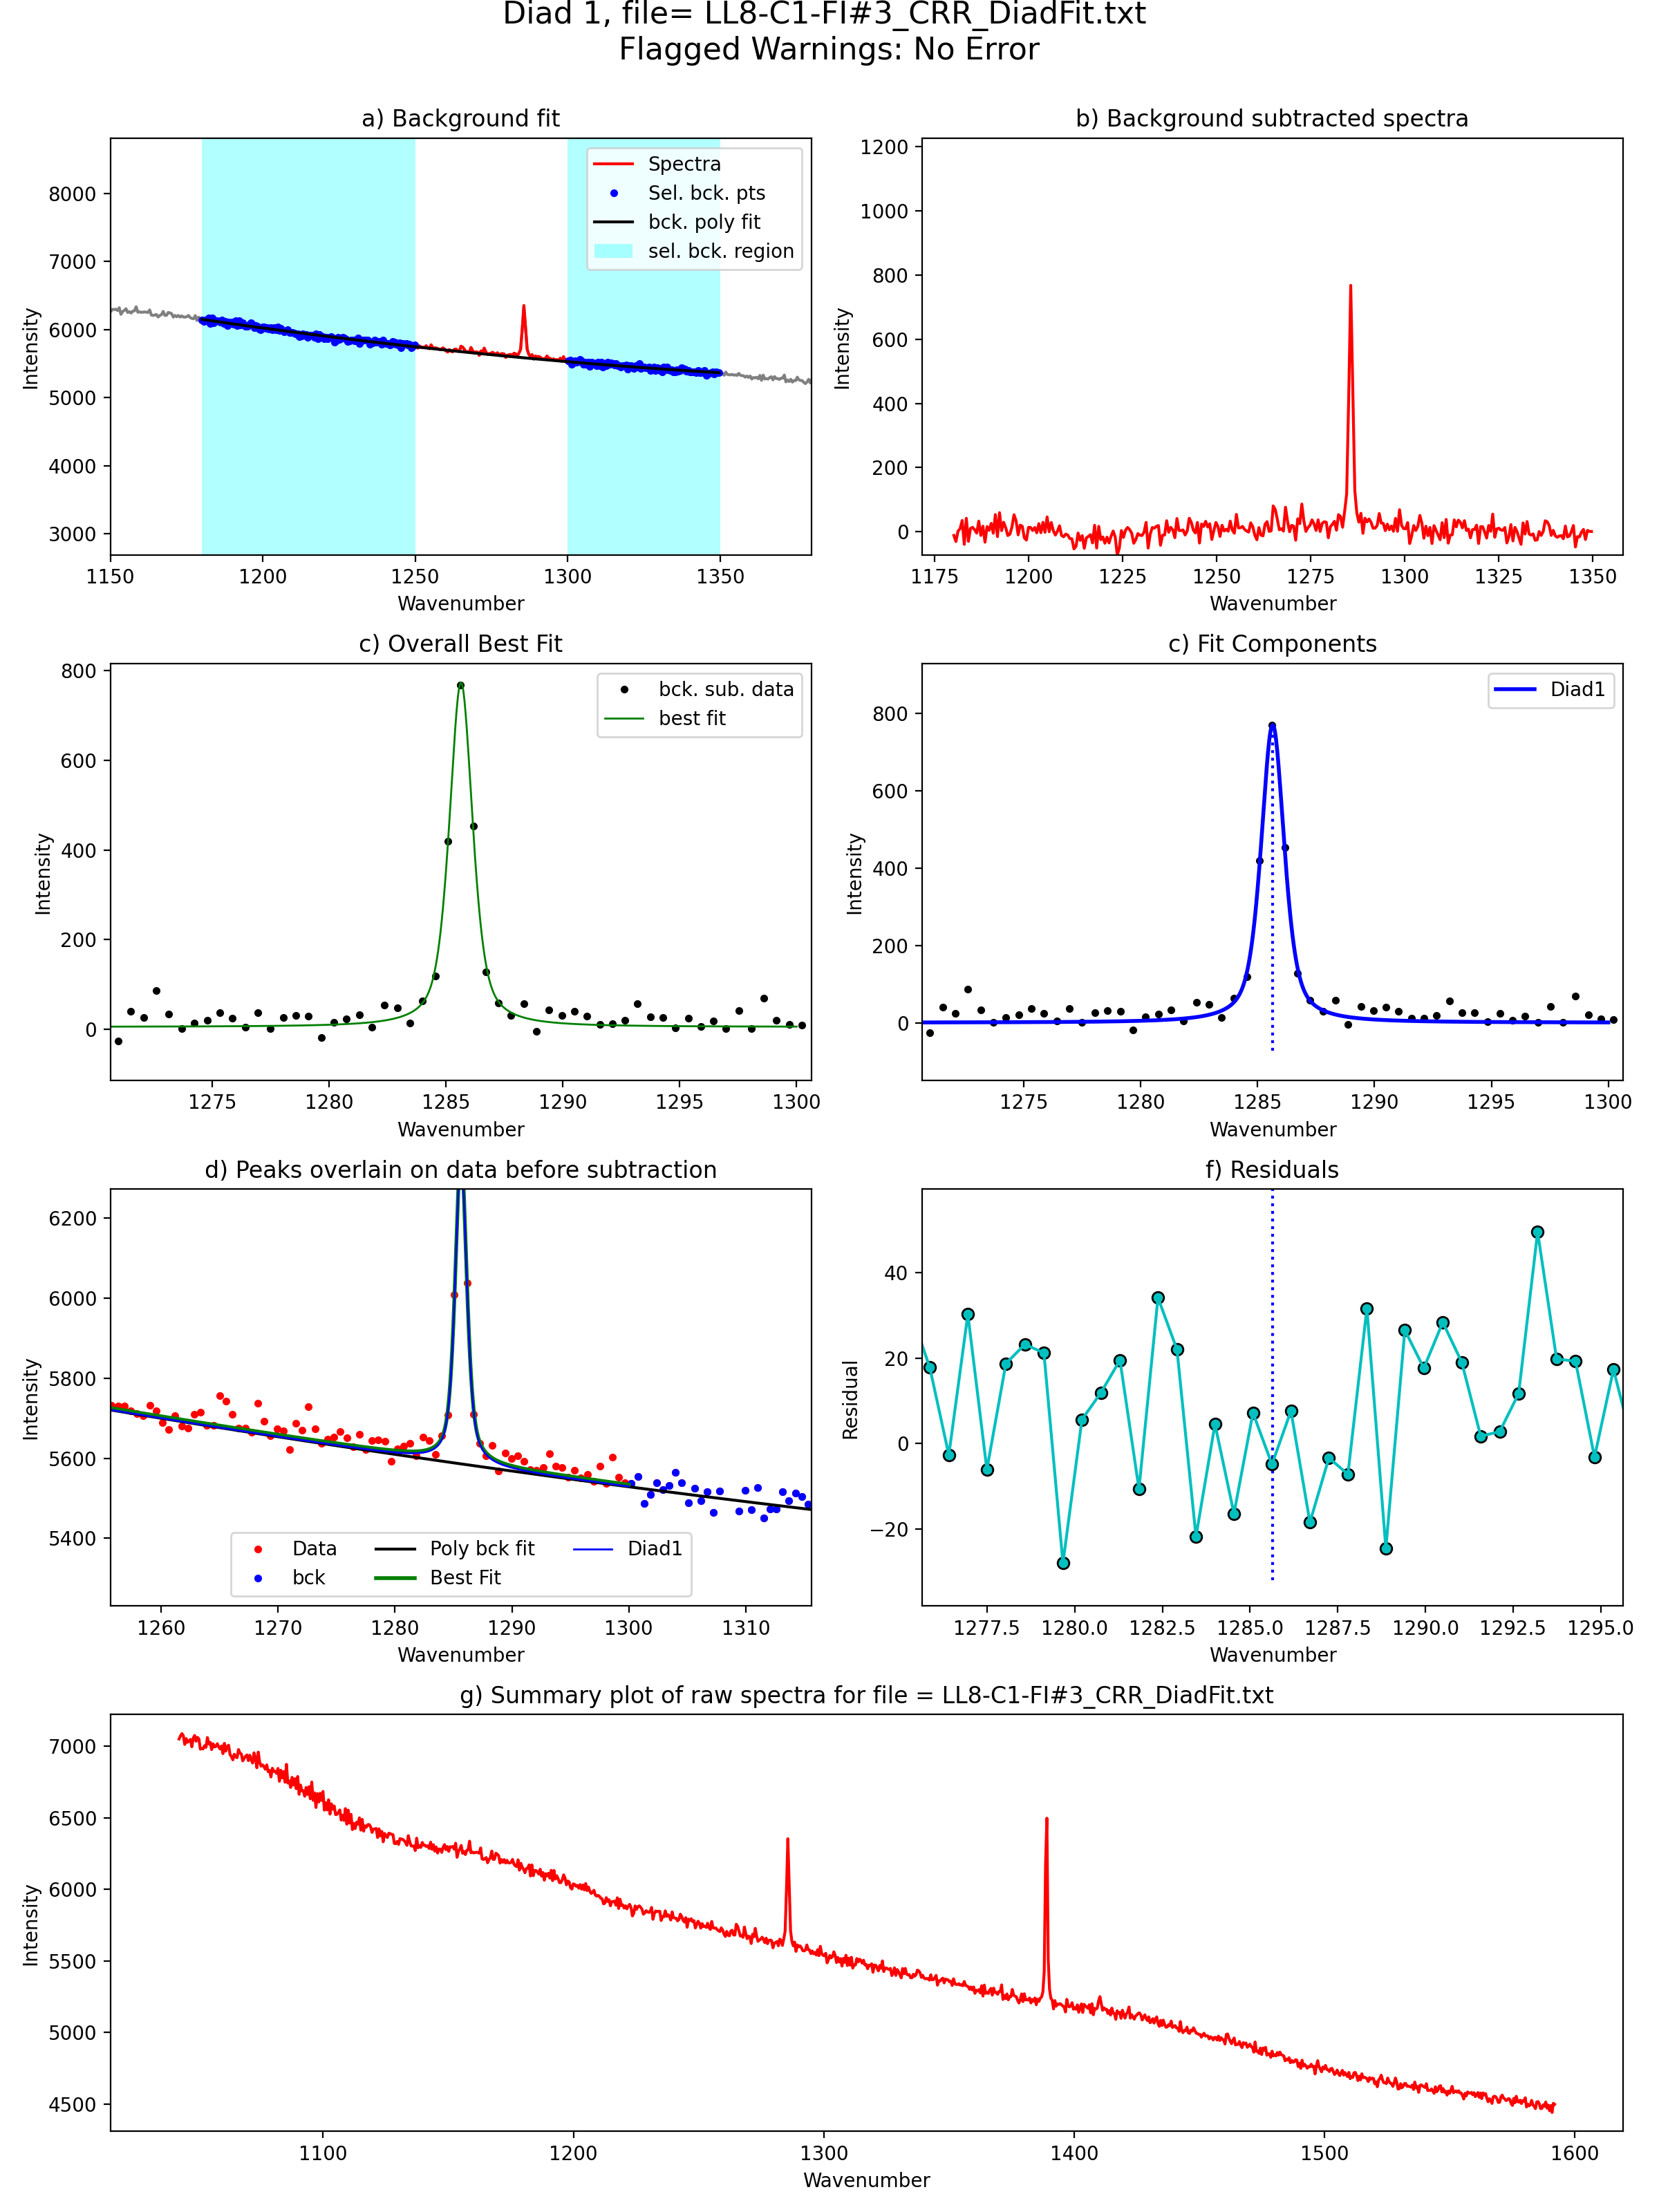 Diad 1, file= LL8-C1-FI#3_CRR_DiadFit.txt
Flagged Warnings: No Error
a) Background fit
Intensity
8000
7000
6000
5000
4000
3000
Spectra
Sel. bck. pts
bck. poly fit
sel. bck. region
1150 1200 1250 1300 1350
Wavenumber
b) Background subtracted spectra
Intensity
1200
1000
800
600
400
200
0
1175 1200 1225 1250 1275 1300 1325 1350
Wavenumber
c) Overall Best Fit
Intensity
800
600
400
200
0
bck. sub. data
best fit
1275 1280 1285 1290 1295 1300
Wavenumber
c) Fit Components
Intensity
800
600
400
200
0
Diad1
1275 1280 1285 1290 1295 1300
Wavenumber
d) Peaks overlain on data before subtraction
Intensity
6200
6000
5800
5600
5400
Data Poly bck fit Diad1
bck Best Fit
1260 1270 1280 1290 1300 1310
Wavenumber
f) Residuals
Residual
40
20
0
−20
1277.5 1280.0 1282.5 1285.0 1287.5 1290.0 1292.5 1295.0
Wavenumber
g) Summary plot of raw spectra for file = LL8-C1-FI#3_CRR_DiadFit.txt
Intensity
7000
6500
6000
5500
5000
4500
1100 1200 1300 1400 1500 1600
Wavenumber